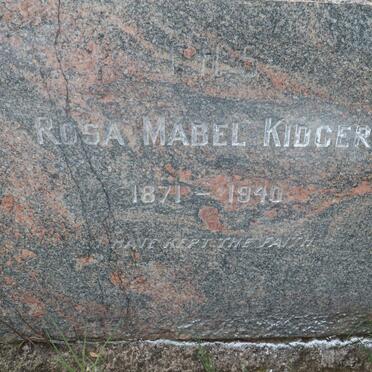 ROSA MABEL KIDGER
1871 – 1940
HAVE KEPT THE FAITH